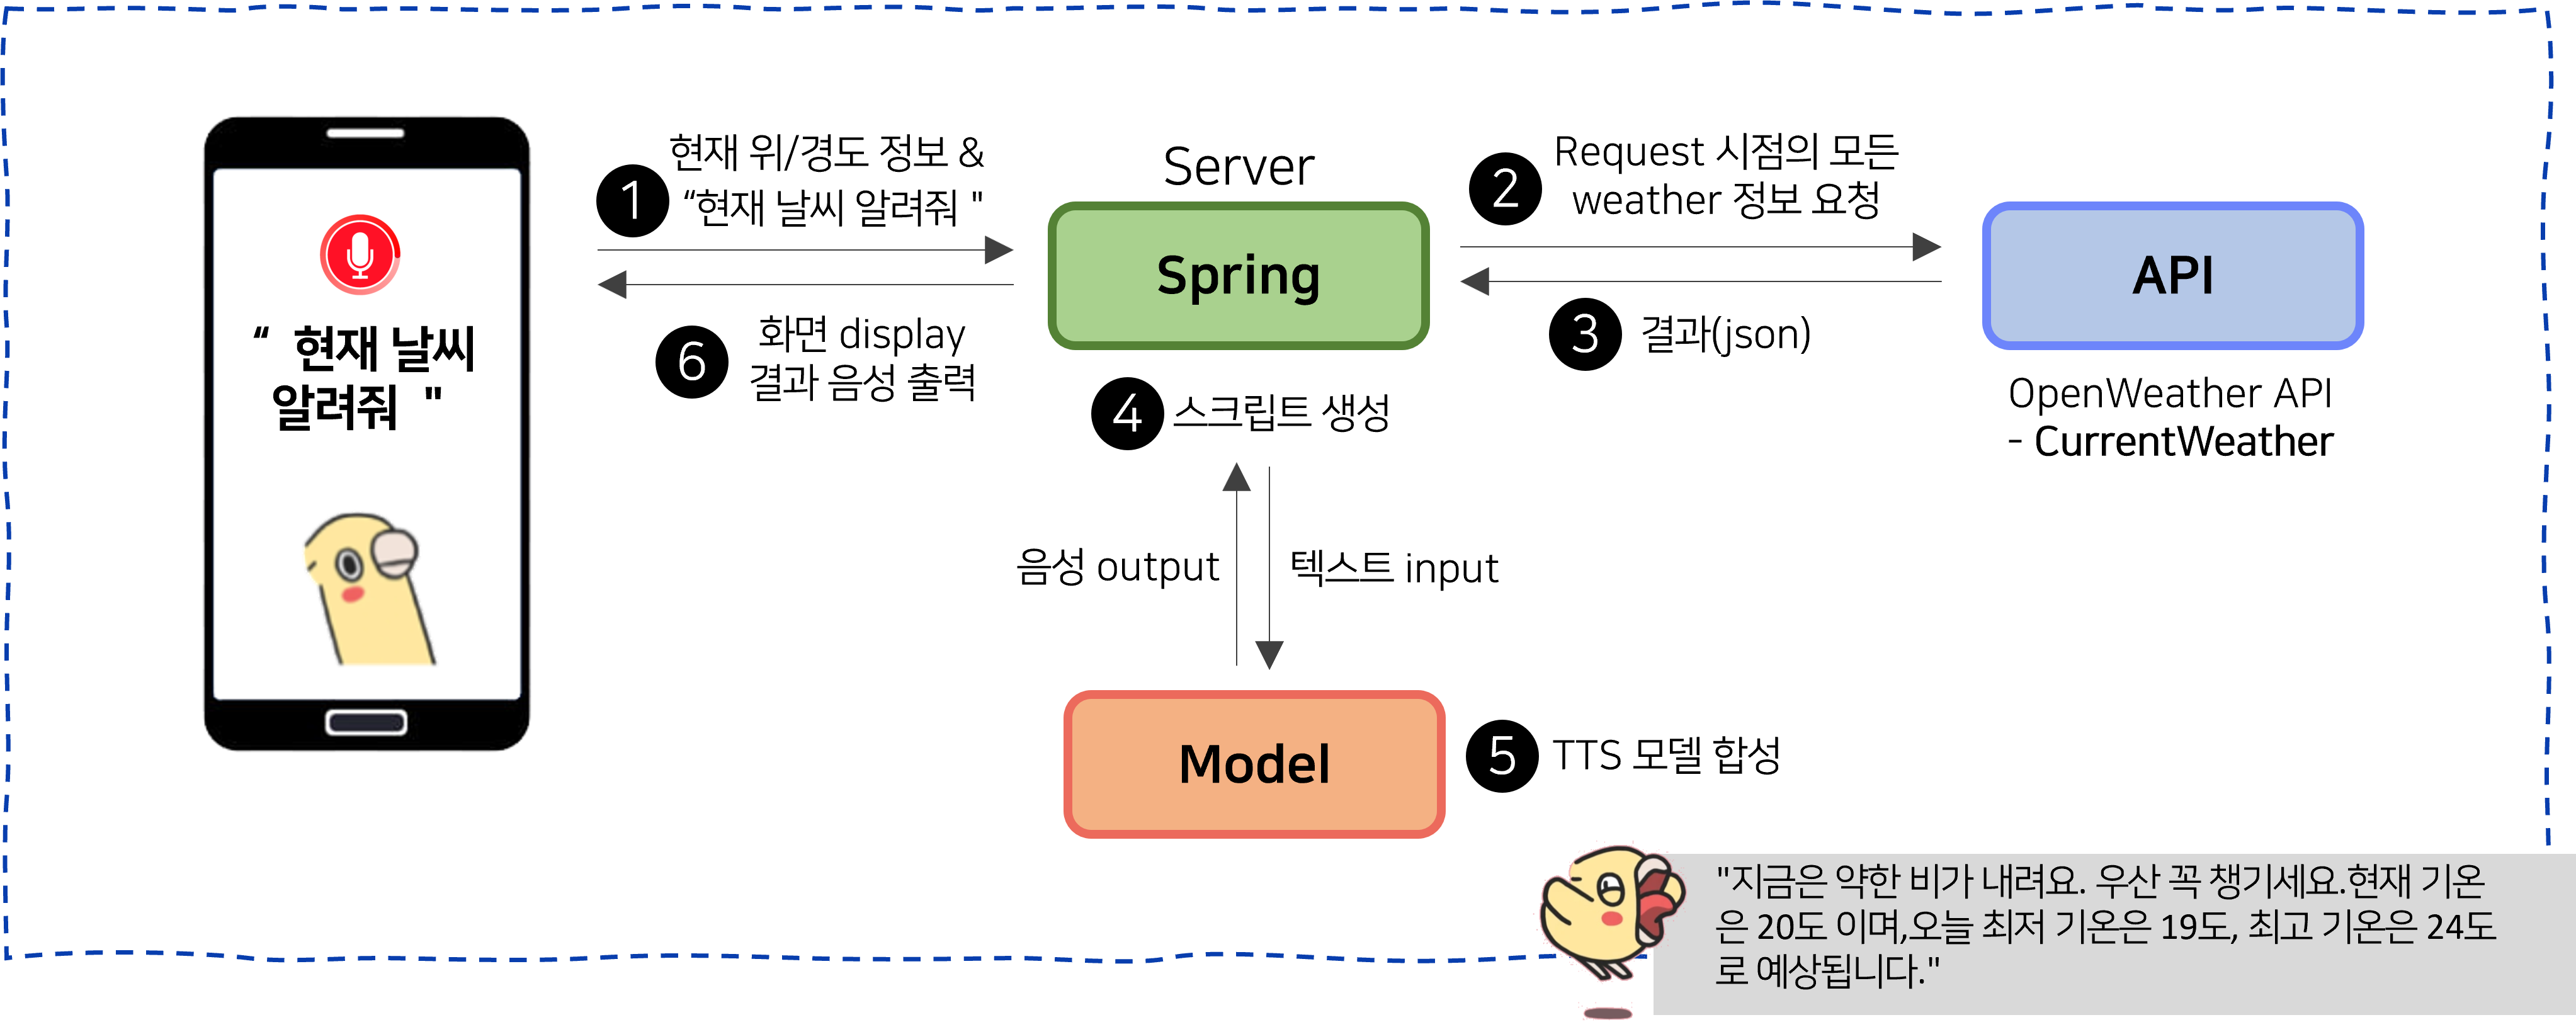 “ 현재 날씨
알려줘 "
1
현재 위/경도 정보 &
“현재 날씨 알려줘 "
6
화면 display
결과 음성 출력
Server
Spring
4 스크립트 생성
음성 output
텍스트 input
Model
5 TTS 모델 합성
2
Request 시점의 모든
weather 정보 요청
3 결과(json)
API
OpenWeather API
- CurrentWeather
"지금은 약한 비가 내려요. 우산 꼭 챙기세요.현재 기온
은 20도 이며,오늘 최저 기온은 19도, 최고 기온은 24도
로 예상됩니다."